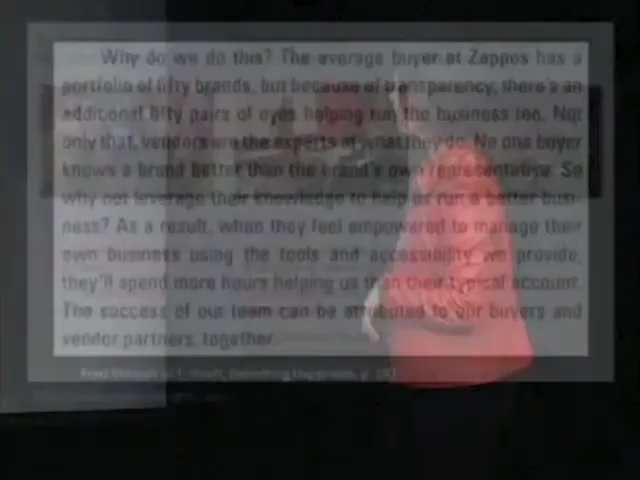 Why do we do this? The average buyer at Zappos has a
portfolio of fifty brands, but because of transparency, there's an
additional fifty pairs of eyes helping run the business too. Not
only that, vendors are the experts at what they do. No one buyer
knows a brand better than the brand's own representative. So
why not leverage their knowledge to help us run a better busi-
ness? As a result, when they feel empowered to manage their
own business using the tools and accessibility we provide,
they'll spend more hours helping us than their typical account.
The success of our team can be attributed to our buyers and
vendor partners, together.
Fred Delivering Happiness, p.